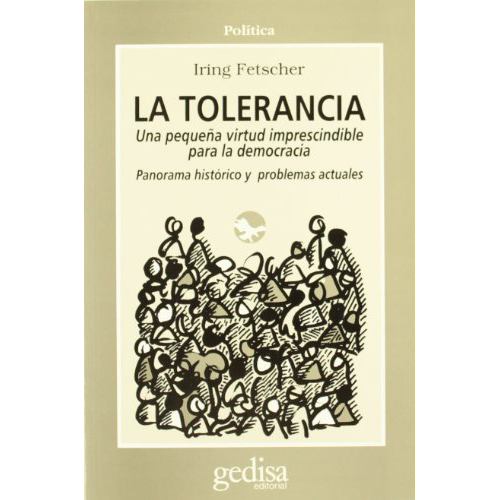 Política
Iring Fetscher
LA TOLERANCIA
Una pequeña virtud imprescindible
para la democracia
Panorama histórico y problemas actuales
gedisa
editorial